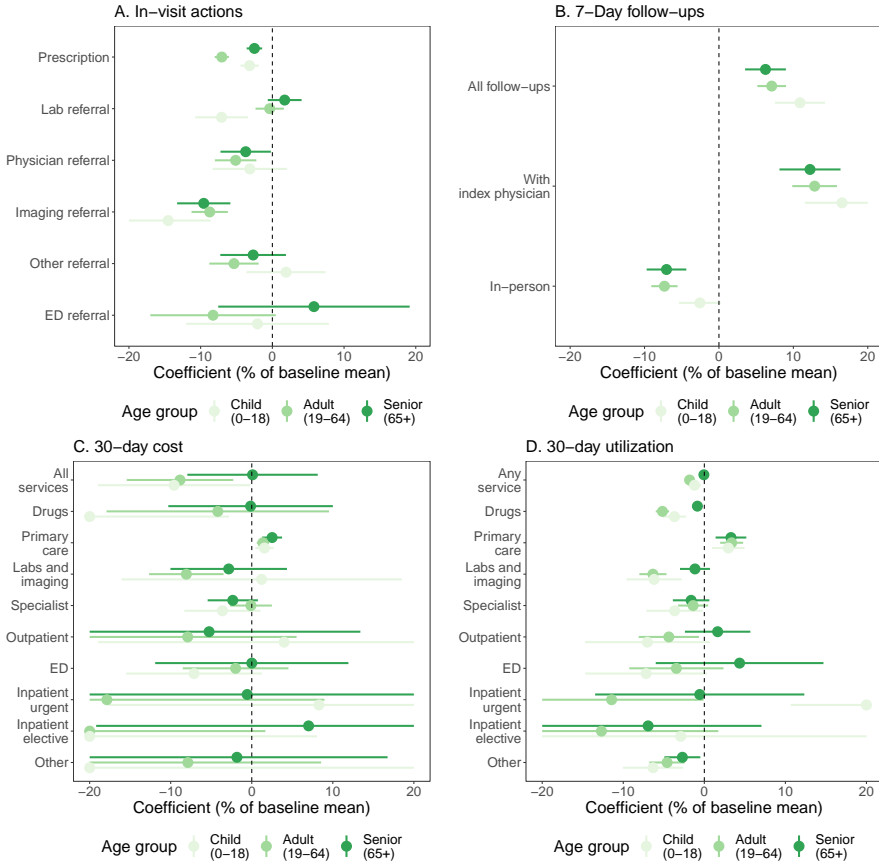 A. In−visit actions
Prescription
Lab referral
Physician referral
Imaging referral
Other referral
ED referral
−20 −10 0 10 20
Coefficient (% of baseline mean)
Age group Child (0−18) Adult (19−64) Senior (65+)
B. 7−Day follow−ups
All follow−ups
With
index physician
In−person
−20 −10 0 10 20
Coefficient (% of baseline mean)
Age group Child (0−18) Adult (19−64) Senior (65+)
C. 30−day cost
All
services
Drugs
Primary
care
Labs and
imaging
Specialist
Outpatient
ED
Inpatient
urgent
Inpatient
elective
Other
−20 −10 0 10 20
Coefficient (% of baseline mean)
Age group Child (0−18) Adult (19−64) Senior (65+)
D. 30−day utilization
Any
service
Drugs
Primary
care
Labs and
imaging
Specialist
Outpatient
ED
Inpatient
urgent
Inpatient
elective
Other
−20 −10 0 10 20
Coefficient (% of baseline mean)
Age group Child (0−18) Adult (19−64) Senior (65+)